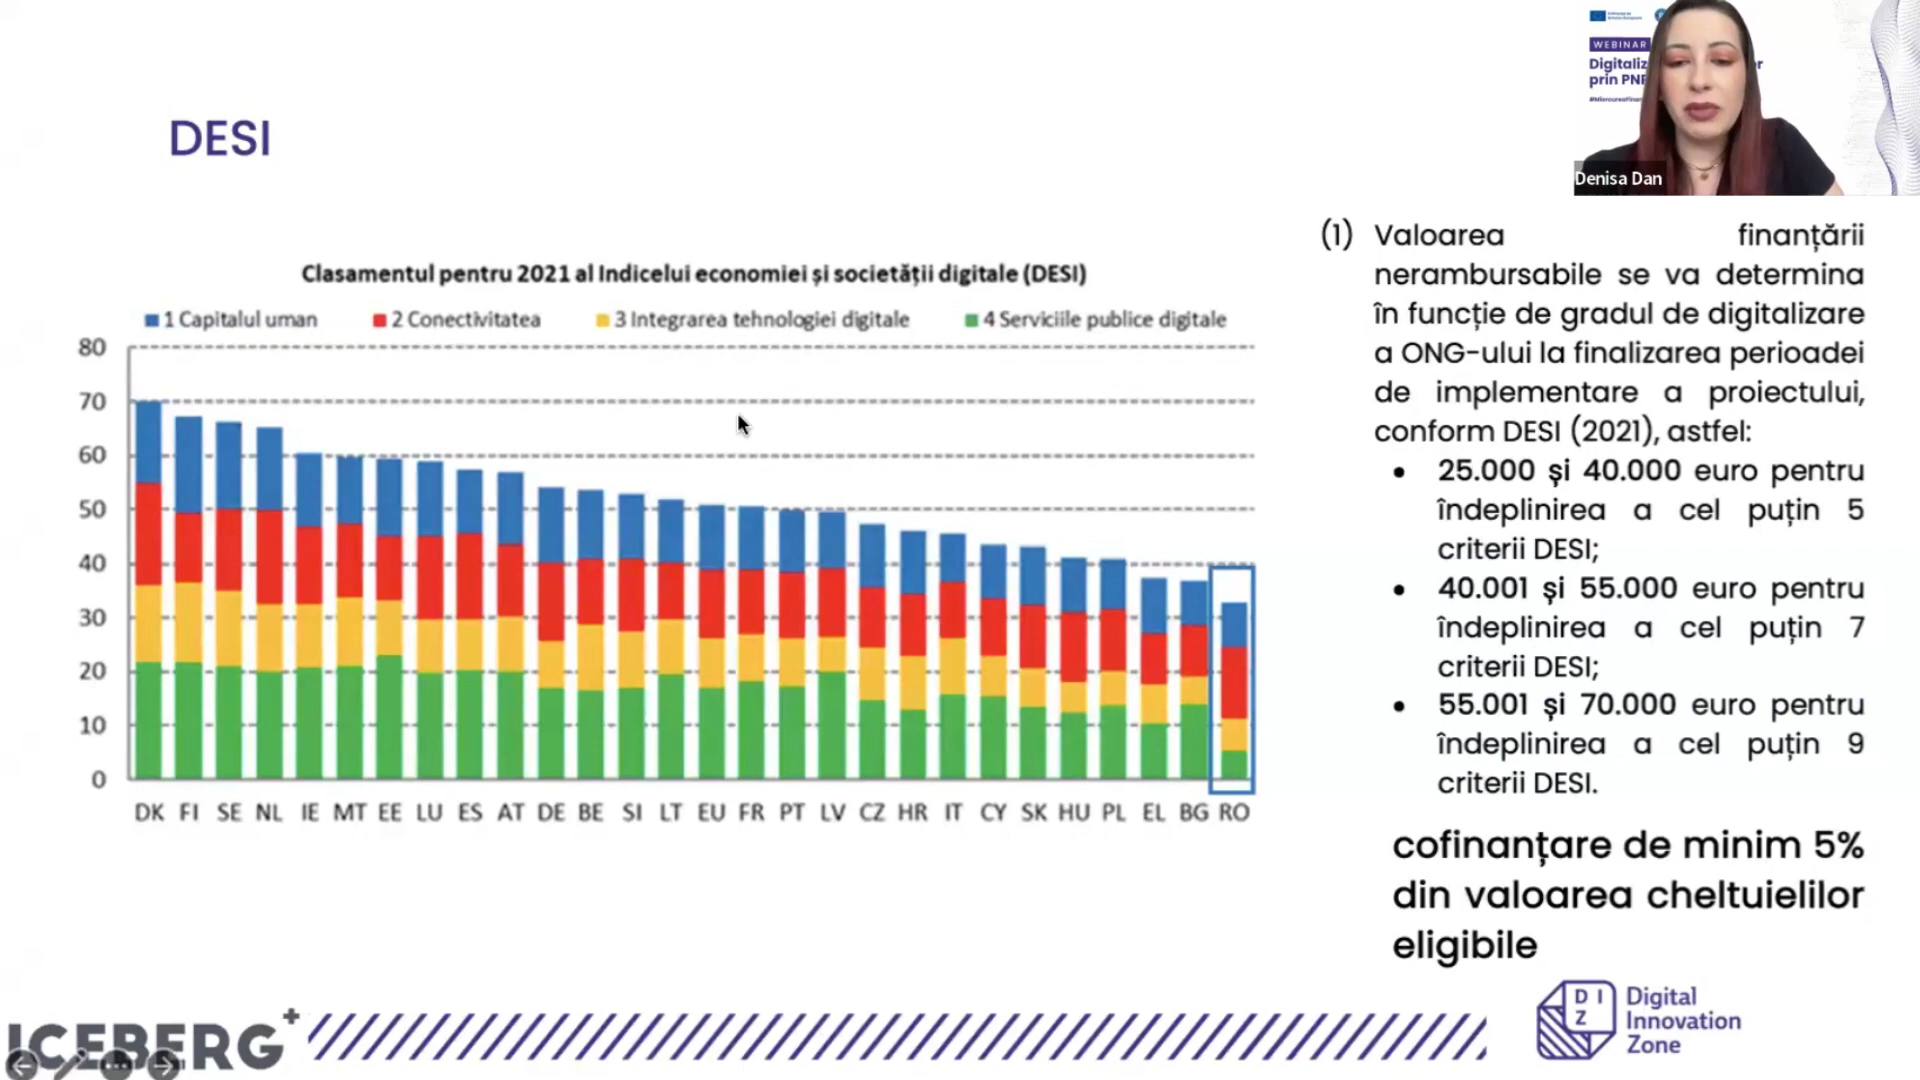 DESI
WEBINAR
prin
Denisa Dan
Clasamentul pentru 2021 al Indicelui economiei și societății digitale (DESI)
1 Capitalul uman 2 Conectivitatea 3 Integrarea tehnologiei digitale 4 Serviciile publice digitale
80
70
60
50
40
30
20
10
0
DK FI SE NL IE MT EE LU ES AT DE BE SI LT EU FR PT LV CZ HR IT CY SK HU PL EL BG RO
(1) Valoarea finanțării
nerambursabile se va determina
în funcție de gradul de digitalizare
a ONG-ului la finalizarea perioadei
de implementare a proiectului,
conform DESI (2021), astfel:
• 25.000 și 40.000 euro pentru
îndeplinirea a cel puțin 5
criterii DESI;
• 40.001 și 55.000 euro pentru
îndeplinirea a cel puțin 7
criterii DESI;
• 55.001 și 70.000 euro pentru
îndeplinirea a cel puțin 9
criterii DESI.
cofinanțare de minim 5%
din valoarea cheltuielilor
eligibile
ICEBERG+
DIZ
Digital
Innovation
Zone